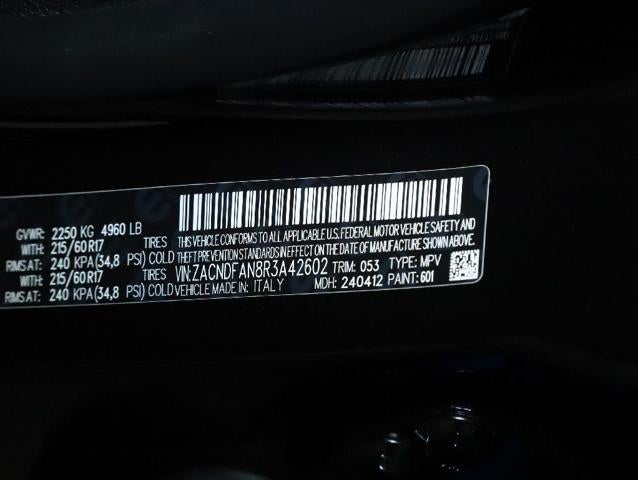 GVWR: 2250 KG 4960 LB
WITH: 215/60R17 TIRES
RIMS AT: 240 KPA(34,8 PSI) COLD
WITH: 215/60R17 TIRES
RIMS AT: 240 KPA(34,8 PSI) COLD
THIS VEHICLE CONFORMS TO ALL APPLICABLE U.S. FEDERAL MOTOR VEHICLE SAFETY AND
THEFT PREVENTION STANDARDS IN EFFECT ON THE DATE OF MANUFACTURE SHOWN ABOVE.
VIN: ZACNDFAN8R3A42602 TRIM: 053 TYPE: MPV
VEHICLE MADE IN: ITALY MDH: 240412 PAINT: 601